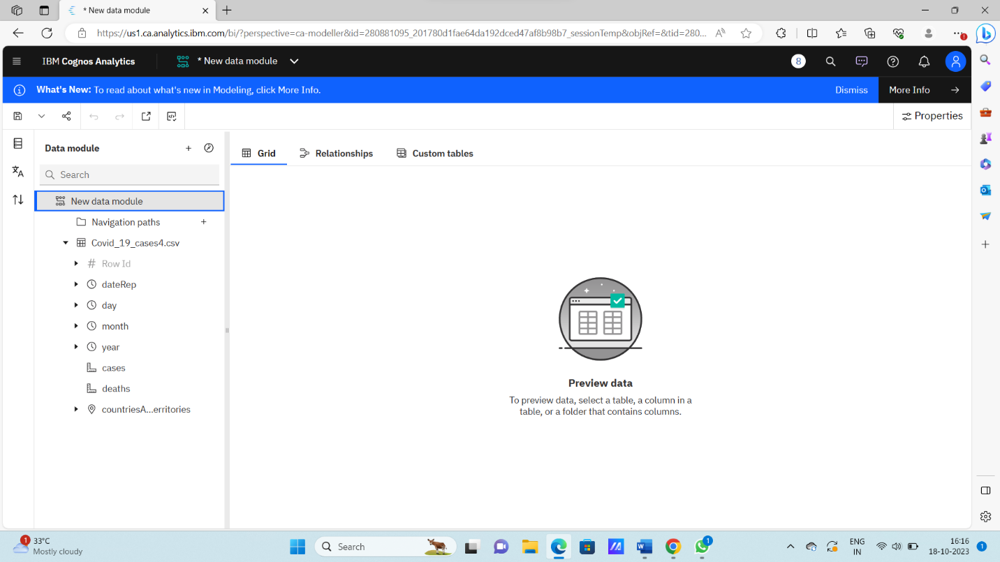 * New data module
https://us1.ca.analytics.ibm.com/bi/?perspective=ca-modeller&id=280881095_201780d1fae64da192dced47af8b98b7_sessionTemp&objRef=&tid=280...
IBM Cognos Analytics
* New data module
8
What's New: To read about what's new in Modeling, click More Info.
Dismiss
More Info
Properties
Data module
Grid
Relationships
Custom tables
Search
New data module
Navigation paths
Covid_19_cases4.csv
Row Id
dateRep
day
month
year
cases
deaths
countriesA...erritories
Preview data
To preview data, select a table, a column in a
table, or a folder that contains columns.
1
33°C
Mostly cloudy
Search
1
ENG
IN
16:16
18-10-2023
1